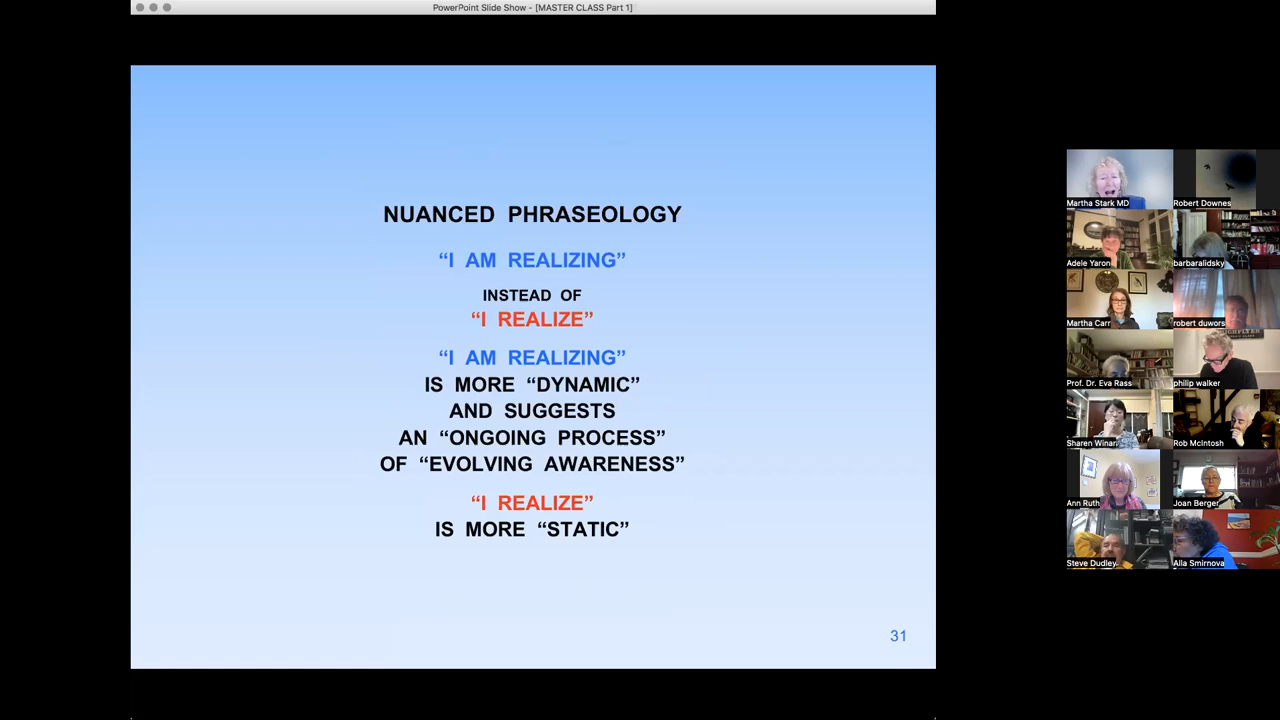 PowerPoint Slide Show - [MASTER CLASS Part 1]
NUANCED PHRASEOLOGY
“I AM REALIZING”
INSTEAD OF
“I REALIZE”
“I AM REALIZING”
IS MORE “DYNAMIC”
AND SUGGESTS
AN “ONGOING PROCESS”
OF “EVOLVING AWARENESS”
“I REALIZE”
IS MORE “STATIC”
31
Martha Stark MD
Robert Downes
Adele Yaron
barbaralidsky
Martha Carr
robert duwors
Prof. Dr. Eva Rass
philip walker
Sharen Winar
Rob McIntosh
Ann Ruth
Joan Berger
Steve Dudley
Alla Smirnova